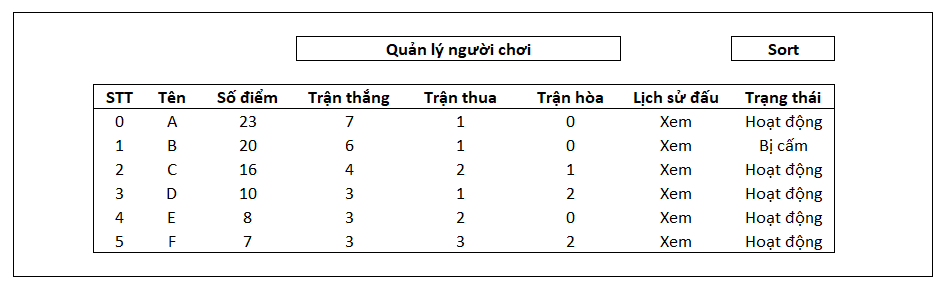 Quản lý người chơi Sort
STT Tên Số điểm Trận thắng Trận thua Trận hòa Lịch sử đấu Trạng thái
0 A 23 7 1 0 Xem Hoạt động
1 B 20 6 1 0 Xem Bị cấm
2 C 16 4 2 1 Xem Hoạt động
3 D 10 3 1 2 Xem Hoạt động
4 E 8 3 2 0 Xem Hoạt động
5 F 7 3 3 2 Xem Hoạt động